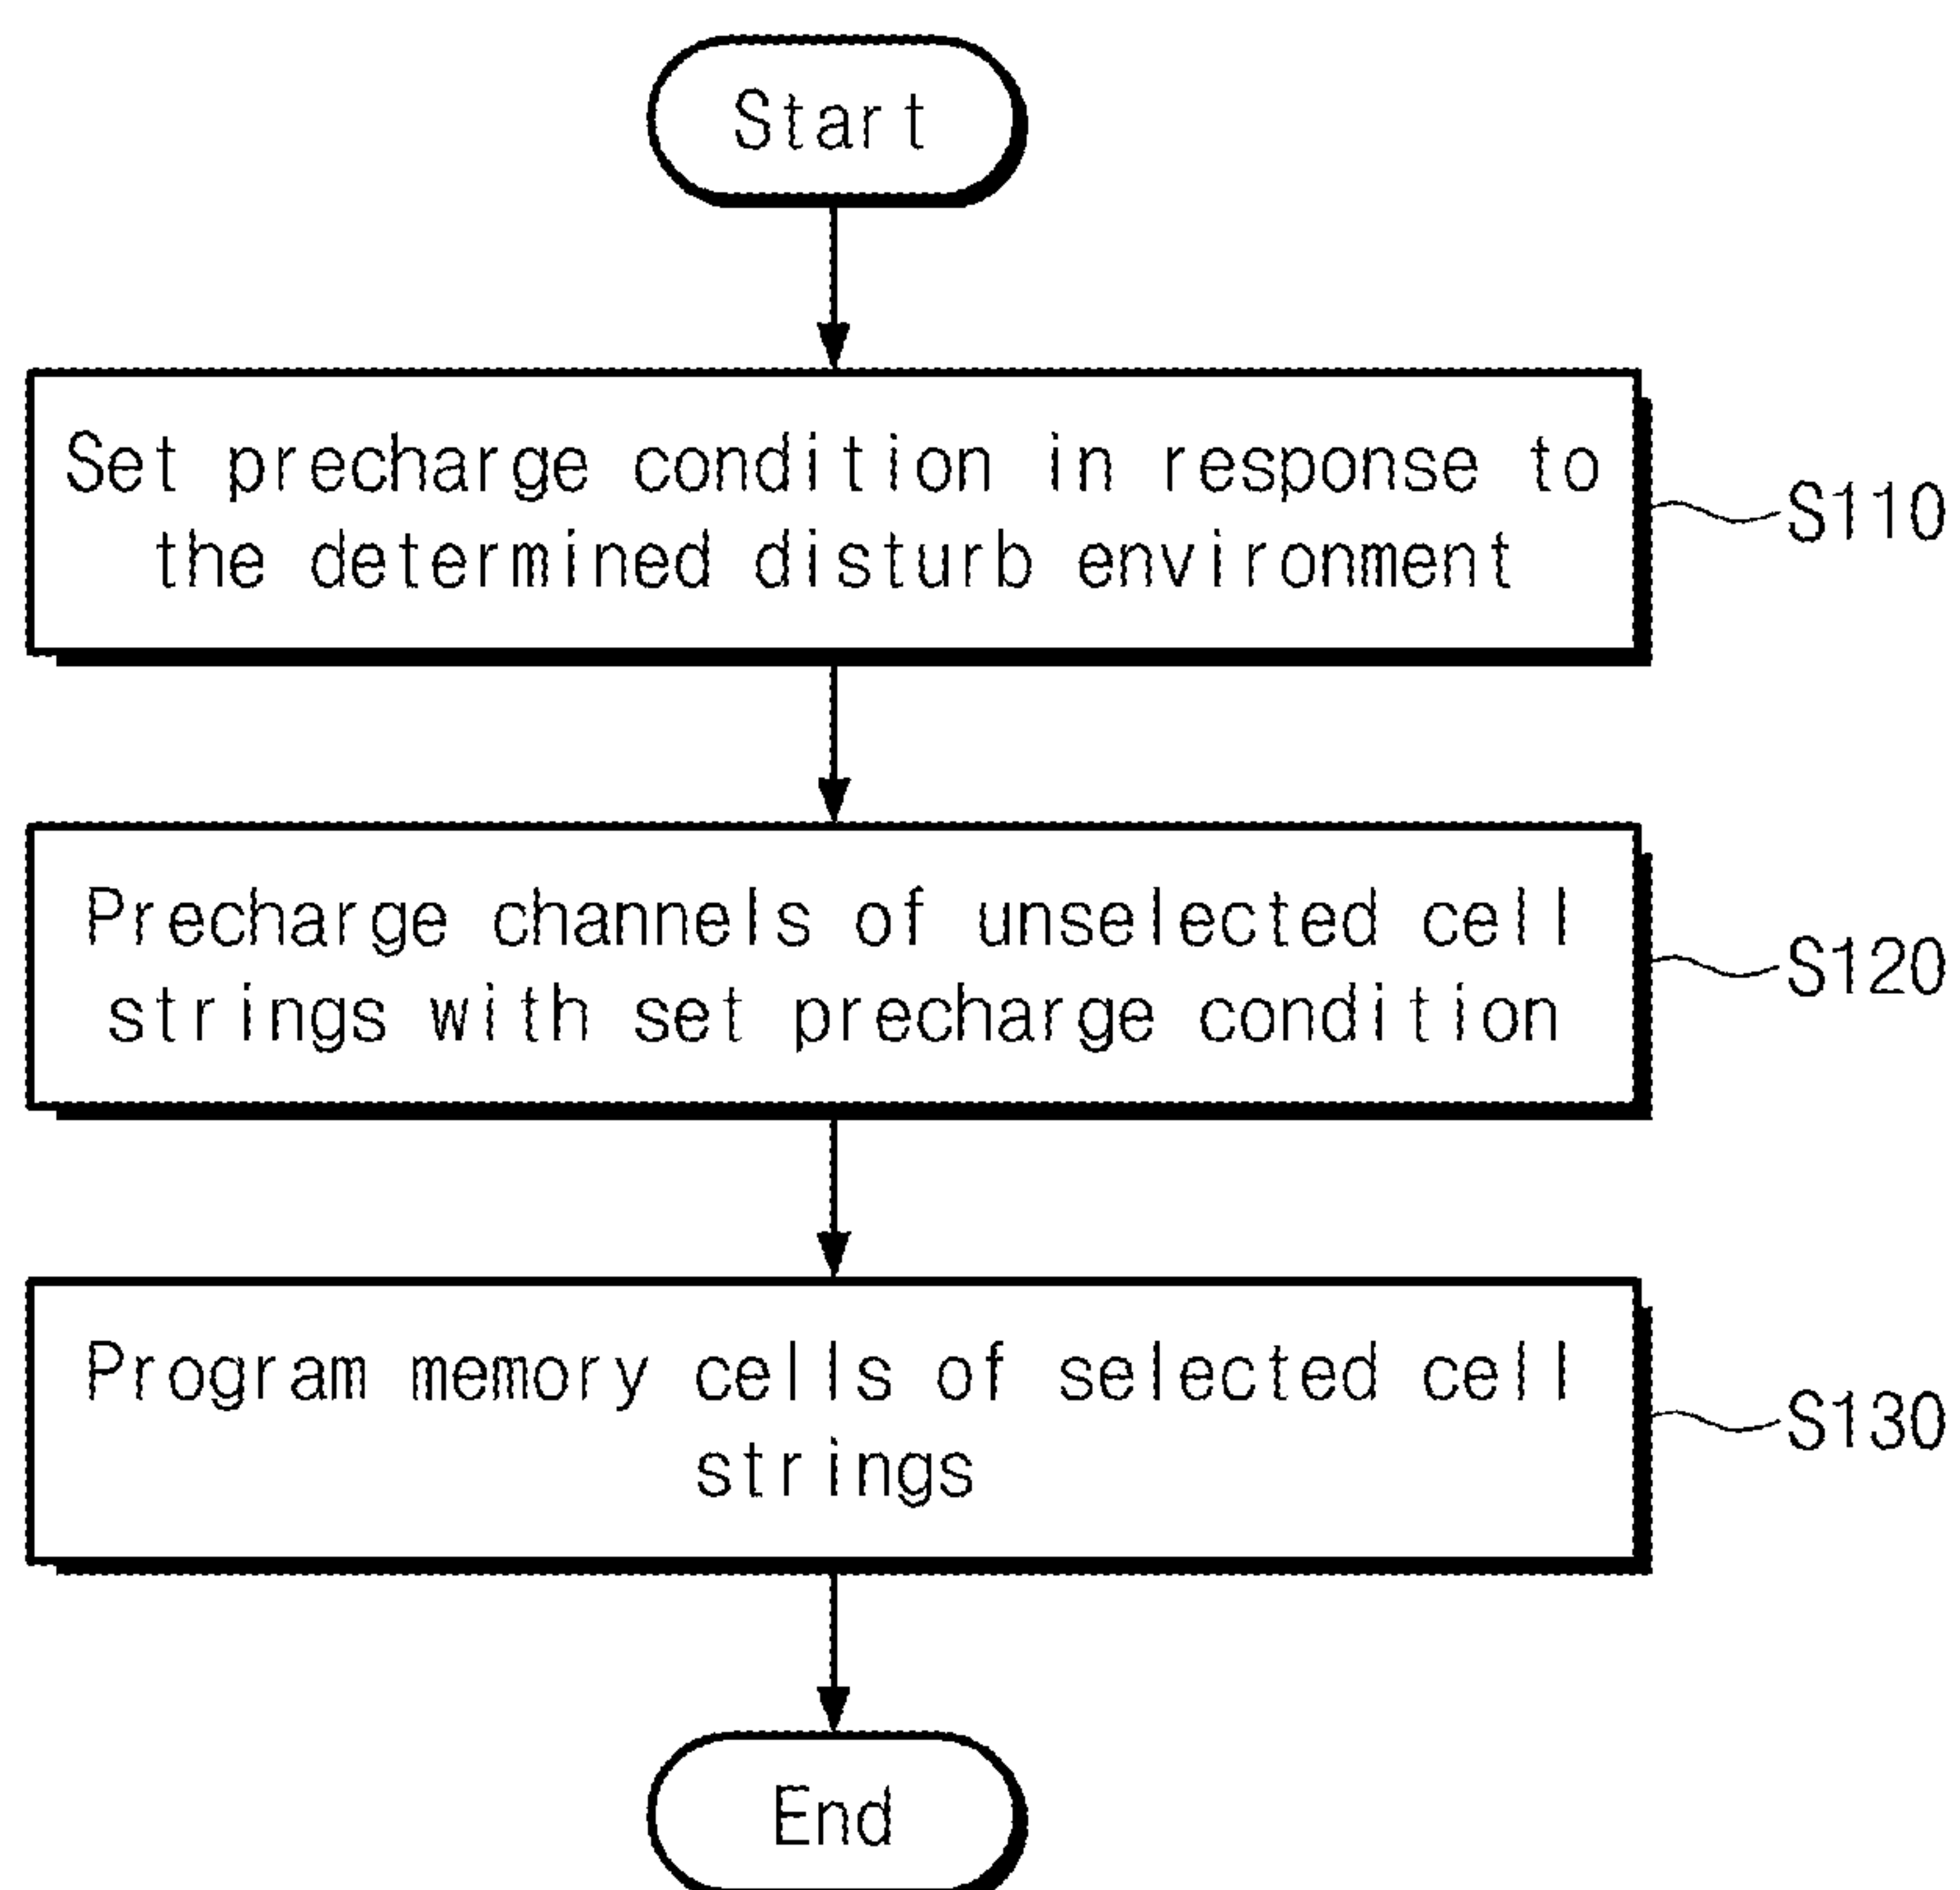 Start
Set precharge condition in response to
the determined disturb environment
S110
Precharge channels of unselected cell
strings with set precharge condition
S120
Program memory cells of selected cell
strings
S130
End